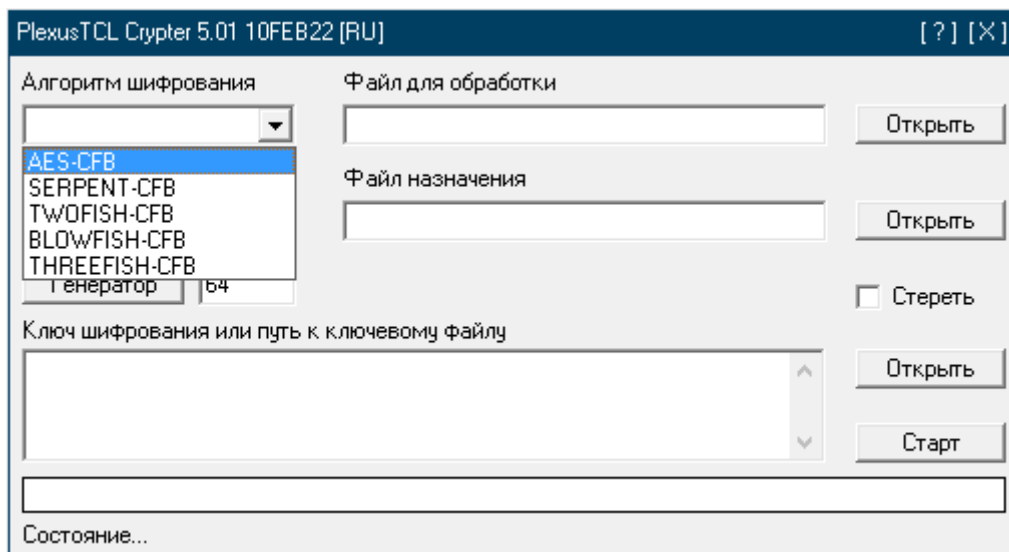 PlexusTCL Crypter 5.01 10FEB22 [RU] [ ? ] [X]
Алгоритм шифрования Файл для обработки
Открыть
AES-CFB
SERPENT-CFB Файл назначения
TWOFISH-CFB Открыть
BLOWFISH-CFB
THREEFISH-CFB
Генератор 64 Стереть
Ключ шифрования или путь к ключевому файлу
Открыть
Старт
Состояние...